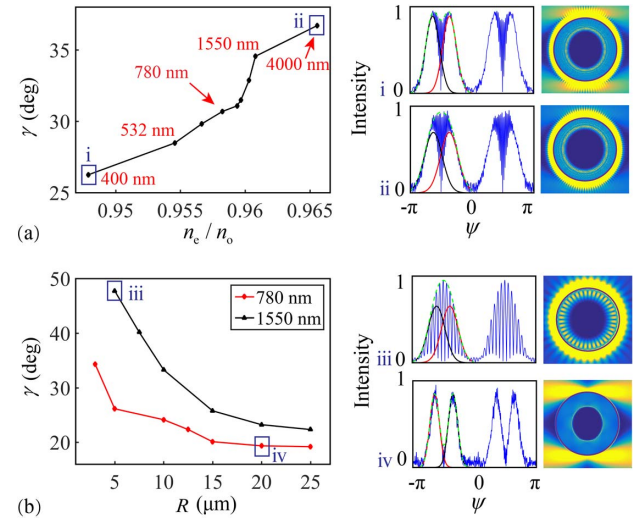 (a)
γ (deg)
35
30
25
i
400 nm
532 nm
780 nm
1550 nm
ii
4000 nm
0.95
0.955
0.96
0.965
nₑ / nₒ
Intensity
1
i 0
1
ii 0
-π
0
π
ψ
(b)
γ (deg)
50
40
30
20
iii
780 nm
1550 nm
iv
5
10
15
20
25
R (μm)
Intensity
1
iii 0
1
iv 0
-π
0
π
ψ